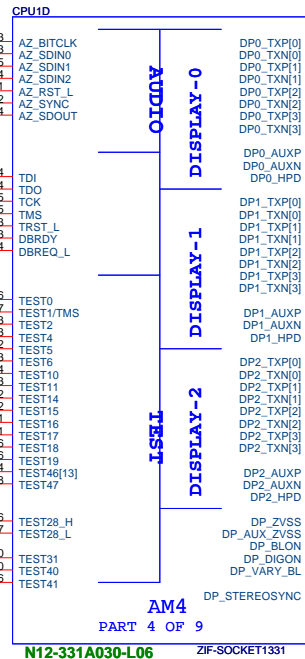 CPU1D
AZ_BITCLK
AZ_SDIN0
AZ_SDIN1
AZ_SDIN2
AZ_RST_L
AZ_SYNC
AZ_SDOUT
AUDIO
DISPLAY-0
DP0_TXP[0]
DP0_TXN[0]
DP0_TXP[1]
DP0_TXN[1]
DP0_TXP[2]
DP0_TXN[2]
DP0_TXP[3]
DP0_TXN[3]
DP0_AUXP
DP0_AUXN
DP0_HPD
TDI
TDO
TCK
TMS
TRST_L
DBRDY
DBREQ_L
DISPLAY-1
DP1_TXP[0]
DP1_TXN[0]
DP1_TXP[1]
DP1_TXN[1]
DP1_TXP[2]
DP1_TXN[2]
DP1_TXP[3]
DP1_TXN[3]
DP1_AUXP
DP1_AUXN
DP1_HPD
TEST0
TEST1/TMS
TEST2
TEST4
TEST5
TEST6
TEST10
TEST11
TEST14
TEST15
TEST16
TEST17
TEST18
TEST19
TEST46[13]
TEST47
TEST28_H
TEST28_L
TEST31
TEST40
TEST41
TEST
DISPLAY-2
DP2_TXP[0]
DP2_TXN[0]
DP2_TXP[1]
DP2_TXN[1]
DP2_TXP[2]
DP2_TXN[2]
DP2_TXP[3]
DP2_TXN[3]
DP2_AUXP
DP2_AUXN
DP2_HPD
DP_ZVSS
DP_AUX_ZVSS
DP_BLON
DP_DIGON
DP_VARY_BL
DP_STEREOSYNC
AM4
PART 4 OF 9
N12-331A030-L06
ZIF-SOCKET1331